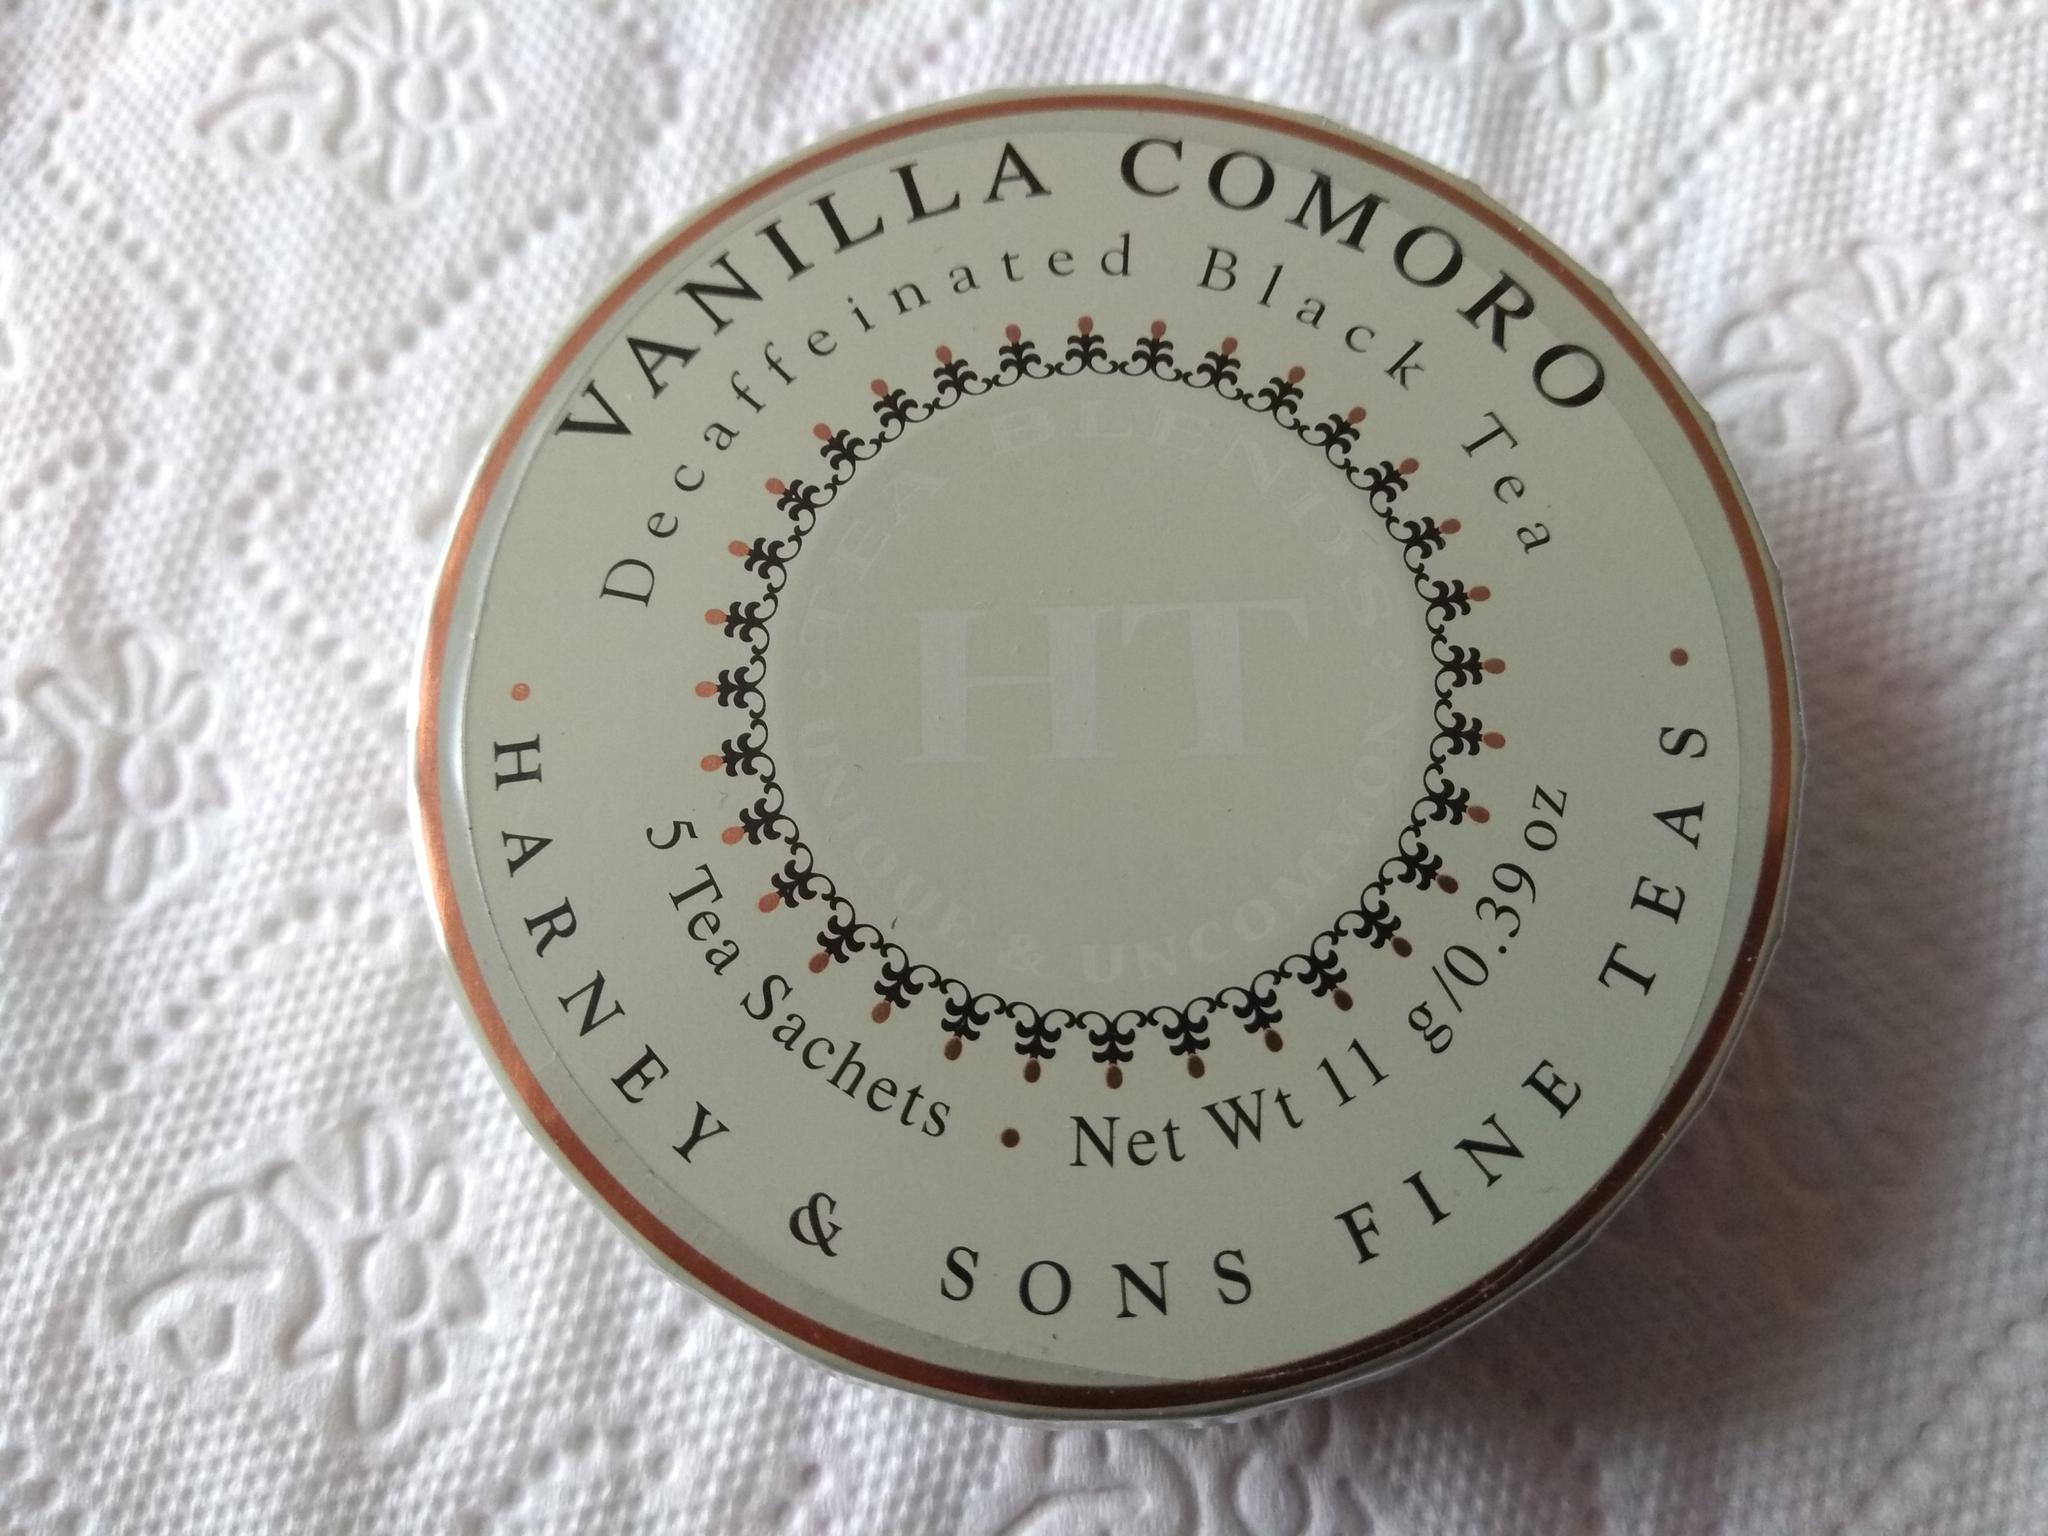 VANILLA COMORO
Decaffeinated Black Tea
TEA BLENDS
HT
UNIQUE & UNCOMMON
5 Tea Sachets • Net Wt 11 g/0.39 oz
• HARNEY & SONS FINE TEAS •